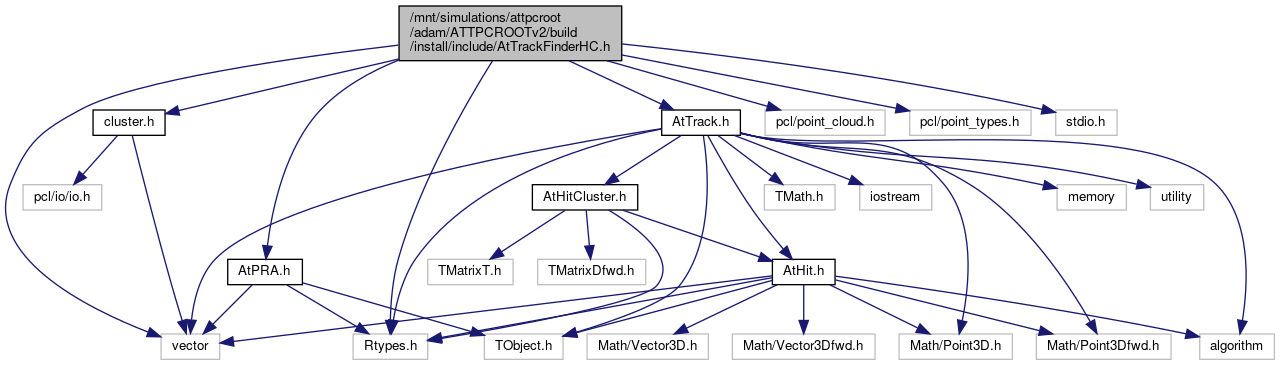 /mnt/simulations/attpcroot
/adam/ATTPCROOTv2/build
/install/include/AtTrackFinderHC.h
cluster.h
AtTrack.h
pcl/point_cloud.h
pcl/point_types.h
stdio.h
pcl/io/io.h
AtHitCluster.h
TMath.h
iostream
memory
utility
AtPRA.h
TMatrixT.h
TMatrixDfwd.h
AtHit.h
vector
Rtypes.h
TObject.h
Math/Vector3D.h
Math/Vector3Dfwd.h
Math/Point3D.h
Math/Point3Dfwd.h
algorithm